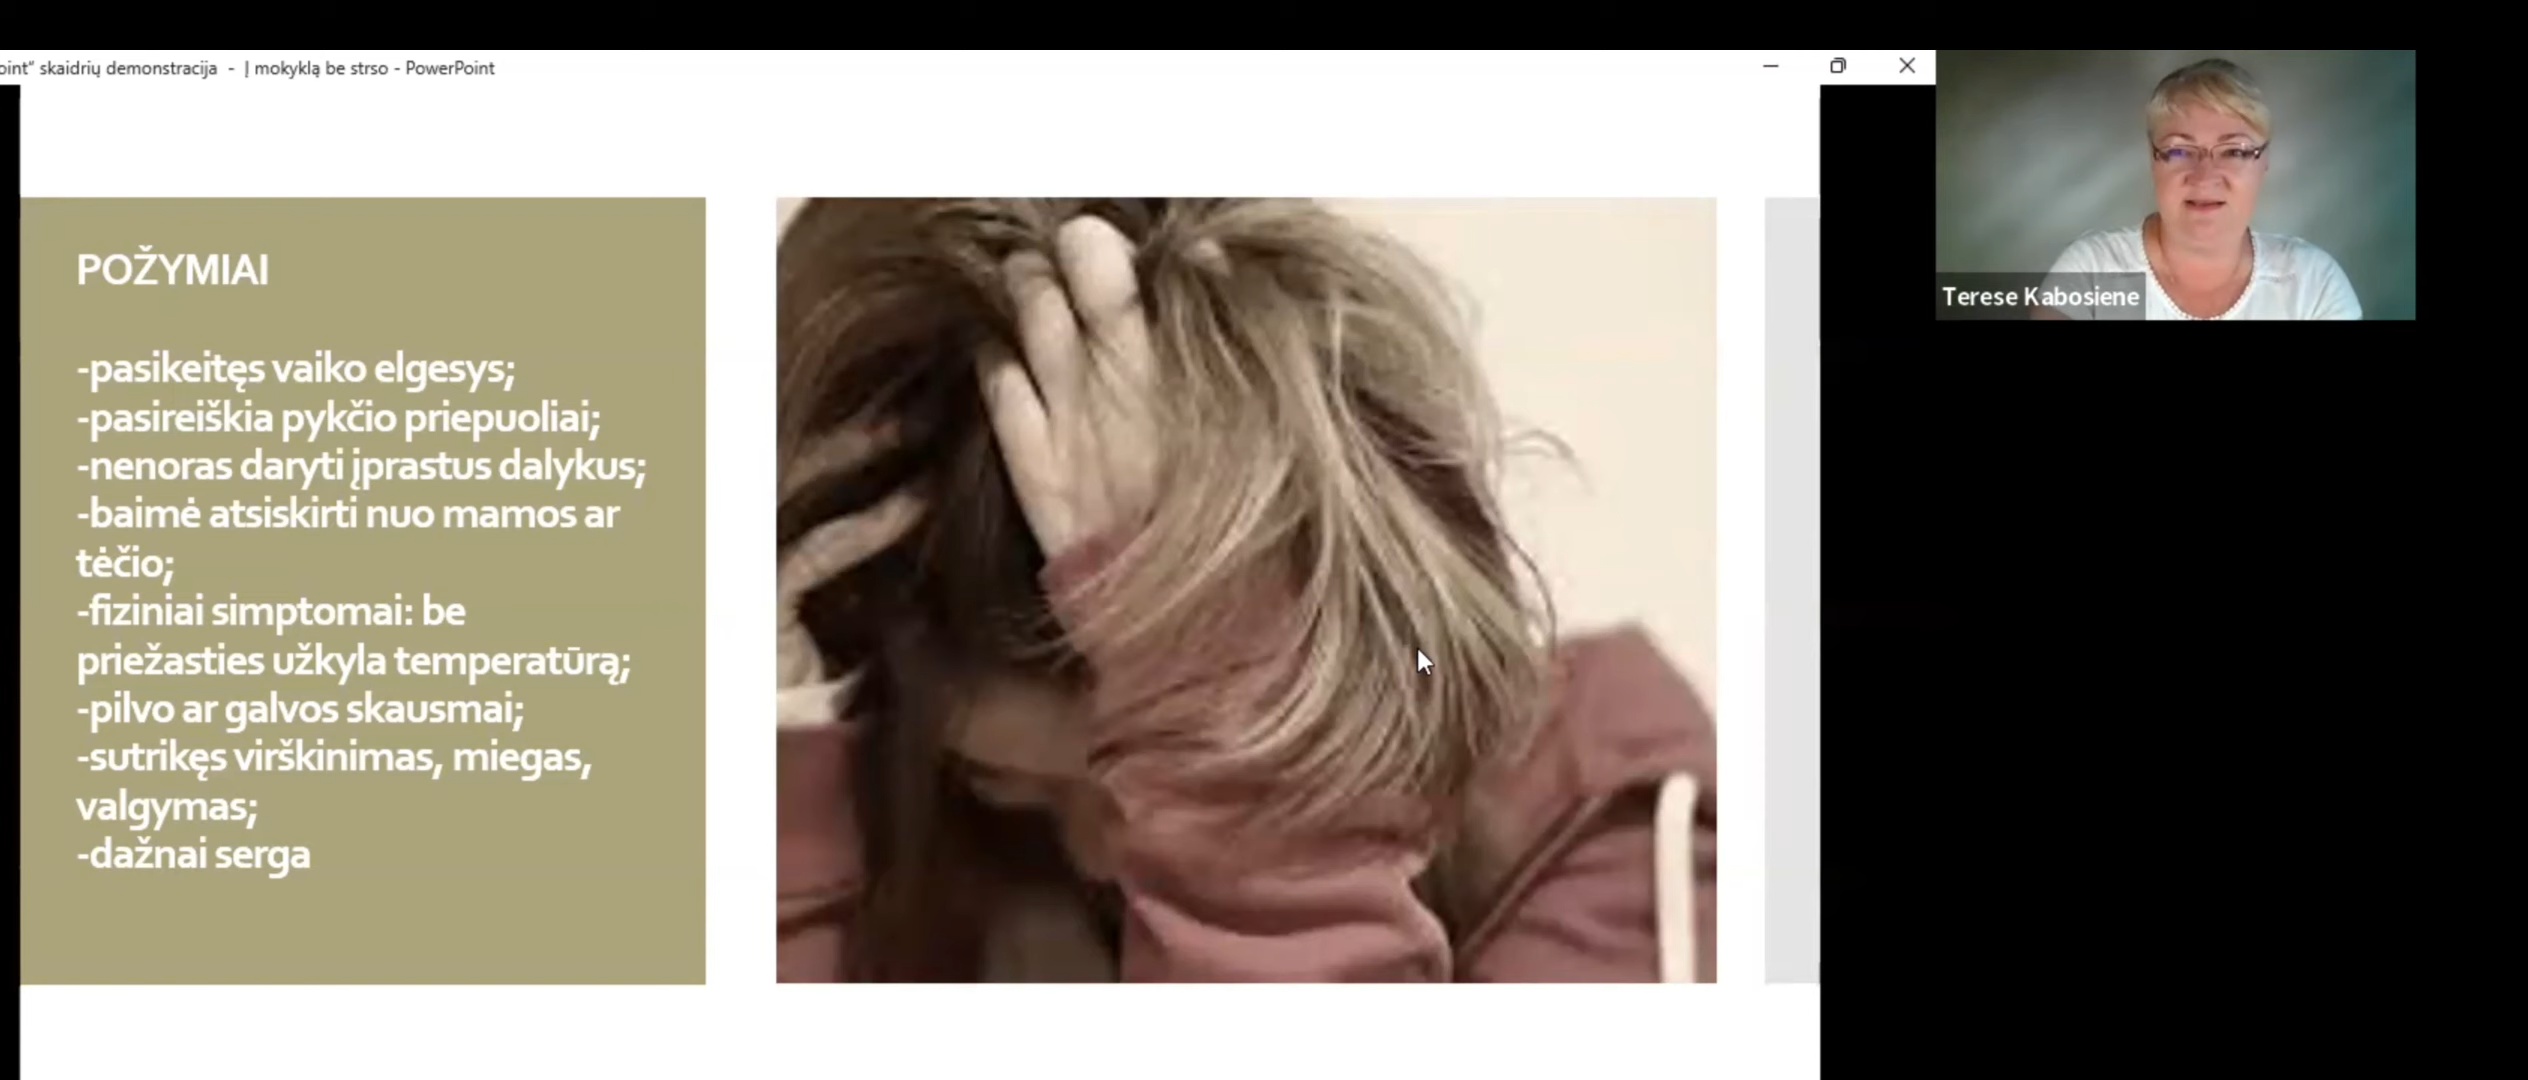 oint“ skaidrių demonstracija - Į mokyklą be strso - PowerPoint
Terese Kabosiene
POŽYMIAI
-pasikeitęs vaiko elgesys;
-pasireiškia pykčio priepuoliai;
-nenoras daryti įprastus dalykus;
-baimė atsiskirti nuo mamos ar
tėčio;
-fiziniai simptomai: be
priežasties užkyla temperatūrą;
-pilvo ar galvos skausmai;
-sutrikęs virškinimas, miegas,
valgymas;
-dažnai serga